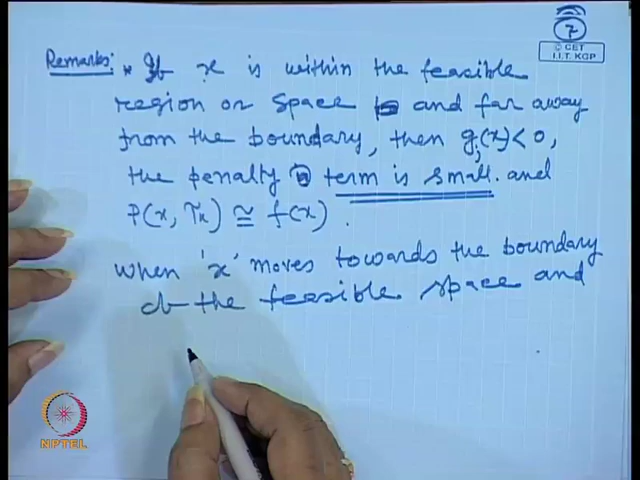 7
© CET
I.I.T. KGP
Remarks: * If x is within the feasible
region or space and far away
from the boundary, then gj(x) < 0,
the penalty term is small. and
P(x, rk) ≅ f(x).
when 'x' moves towards the boundary
of the feasible space and
NPTEL